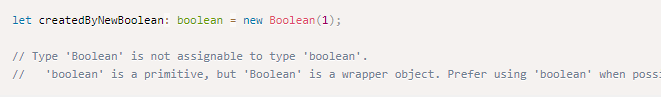 let createdByNewBoolean: boolean = new Boolean(1);
// Type 'Boolean' is not assignable to type 'boolean'.
//   'boolean' is a primitive, but 'Boolean' is a wrapper object. Prefer using 'boolean' when